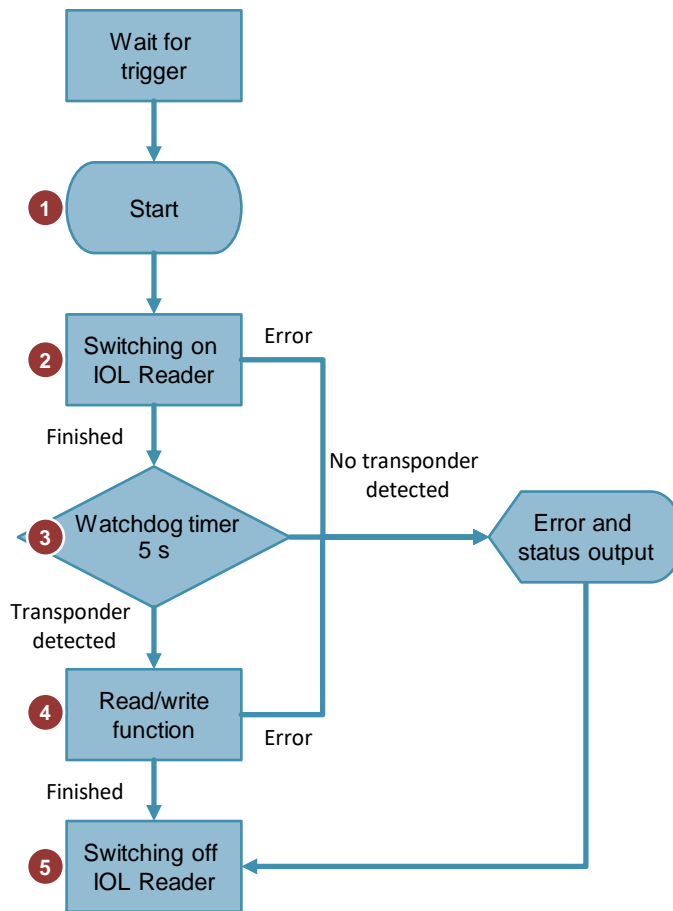 Wait for
trigger
1
Start
2
Switching on
IOL Reader
Error
Finished
No transponder
detected
3
Watchdog timer
5 s
Error and
status output
Transponder
detected
4
Read/write
function
Error
Finished
5
Switching off
IOL Reader